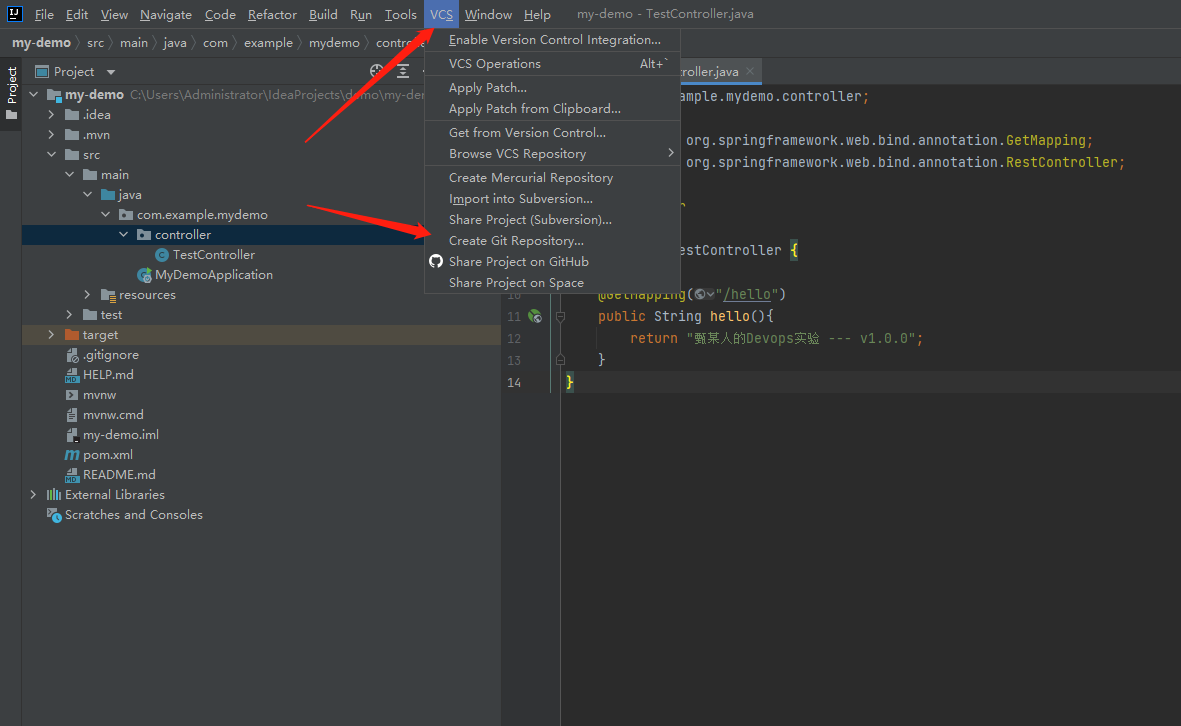 File Edit View Navigate Code Refactor Build Run Tools VCS Window Help my-demo - TestController.java
my-demo src main java com example mydemo
Project
Project
my-demo C:\Users\Administrator\IdeaProjects\demo\my-dem
.idea
.mvn
src
main
java
com.example.mydemo
controller
TestController
MyDemoApplication
resources
test
target
.gitignore
HELP.md
mvnw
mvnw.cmd
my-demo.iml
pom.xml
README.md
External Libraries
Scratches and Consoles
Enable Version Control Integration...
VCS Operations Alt+`
Apply Patch...
Apply Patch from Clipboard...
Get from Version Control...
Browse VCS Repository
Create Mercurial Repository
Import into Subversion...
Share Project (Subversion)...
Create Git Repository...
Share Project on GitHub
Share Project on Space
roller.java
ample.mydemo.controller;
org.springframework.web.bind.annotation.GetMapping;
org.springframework.web.bind.annotation.RestController;
estController {
10 @GetMapping("/hello")
11 public String hello(){
12 return "甄某人的Devops实验 --- v1.0.0";
13 }
14 }